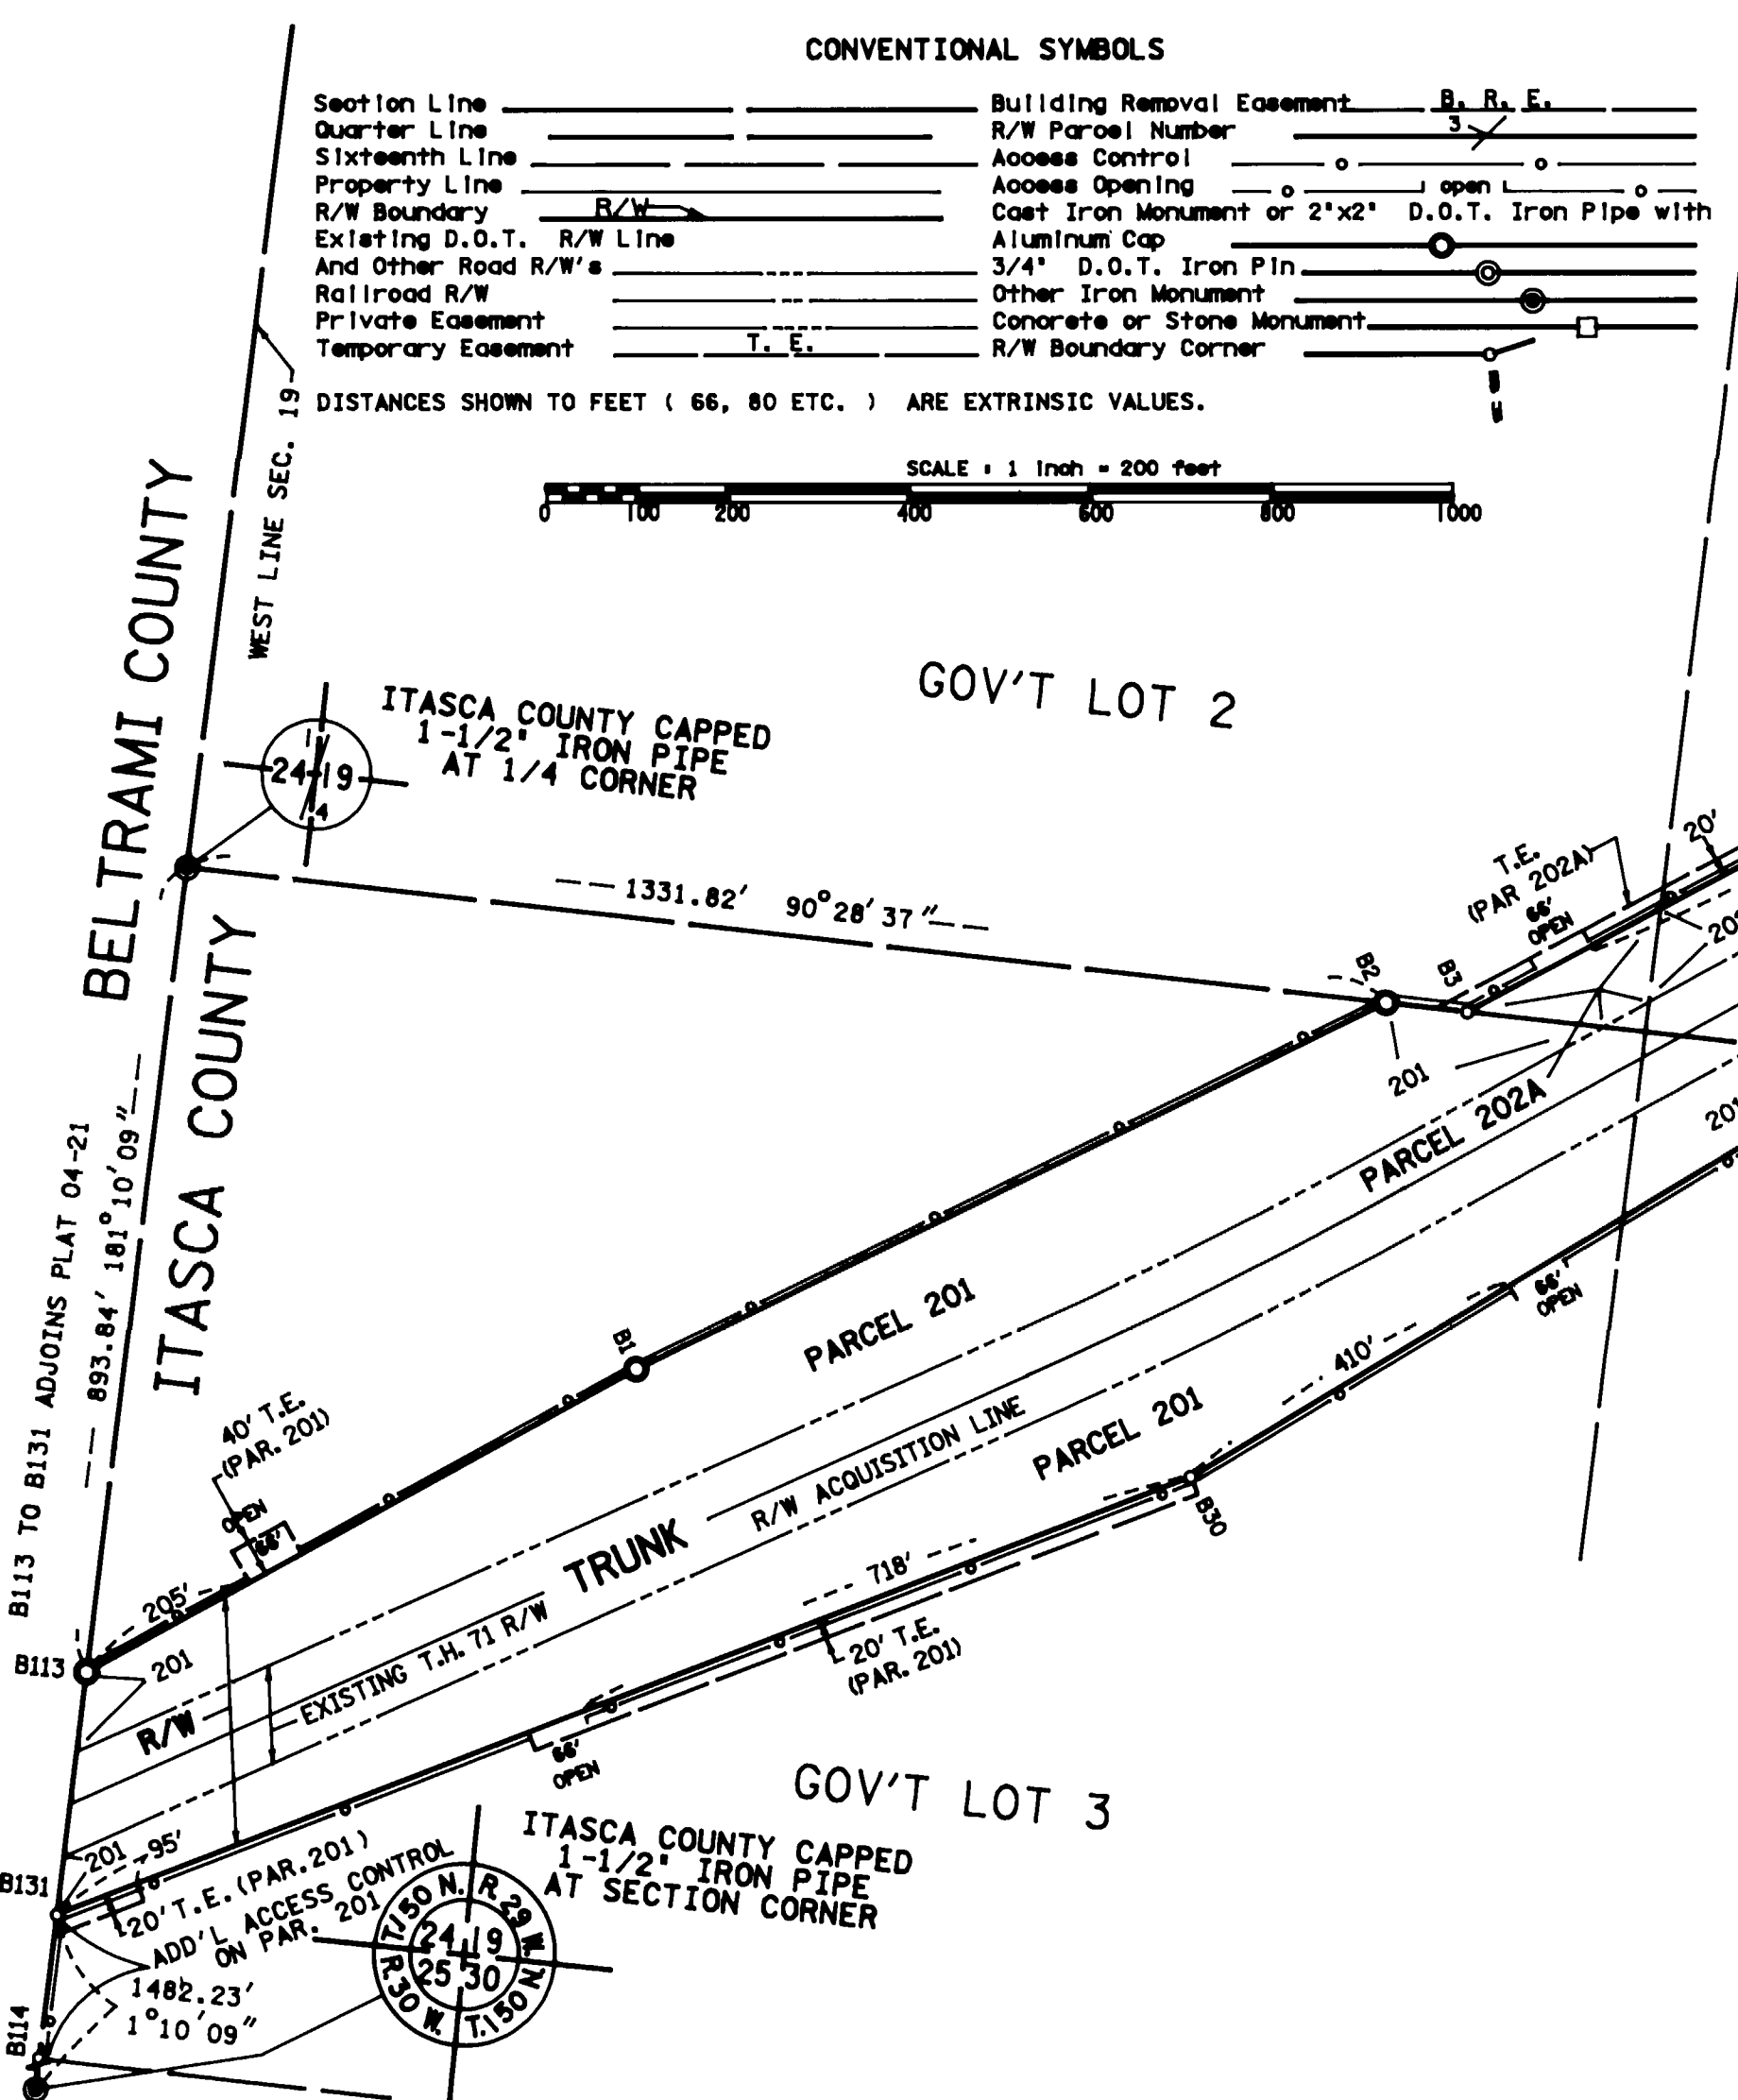 CONVENTIONAL SYMBOLS
Section Line
Quarter Line
Sixteenth Line
Property Line
R/W Boundary R/W
Existing D.O.T. R/W Line
And Other Road R/W's
Railroad R/W
Private Easement
Temporary Easement T. E.
Building Removal Easement B. R. E.
R/W Parcel Number 3
Access Control
Access Opening open
Cast Iron Monument or 2"x2" D.O.T. Iron Pipe with
Aluminum Cap
3/4" D.O.T. Iron Pin
Other Iron Monument
Concrete or Stone Monument
R/W Boundary Corner
DISTANCES SHOWN TO FEET ( 66, 80 ETC. ) ARE EXTRINSIC VALUES.
SCALE : 1 inch = 200 feet
0 100 200 400 600 800 1000
WEST LINE SEC. 19
BELTRAMI COUNTY
ITASCA COUNTY
GOV'T LOT 2
ITASCA COUNTY CAPPED
1-1/2" IRON PIPE
AT 1/4 CORNER
1
24 19
4
1331.82' 90°28'37"
T.E.
(PAR 202A)
20'
66'
OPEN
B2
B3
201
PARCEL 202A
B113 TO B131 ADJOINS PLAT 04-21
893.84' 181°10'09"
B1
PARCEL 201
66'
OPEN
410'
40' T.E.
(PAR. 201)
OPEN
66'
205'
B113
201
R/W ACQUISITION LINE
PARCEL 201
B30
TRUNK
718'
EXISTING T.H. 71 R/W
R/W
20' T.E.
(PAR. 201)
66'
OPEN
GOV'T LOT 3
B131
201
95'
20' T.E. (PAR. 201)
ADD'L ACCESS CONTROL
ON PAR. 201
1482.23'
1°10'09"
B114
ITASCA COUNTY CAPPED
1-1/2" IRON PIPE
AT SECTION CORNER
T.150 N. R 29 W.
24 19
25 30
R 30 W. T.150 N.